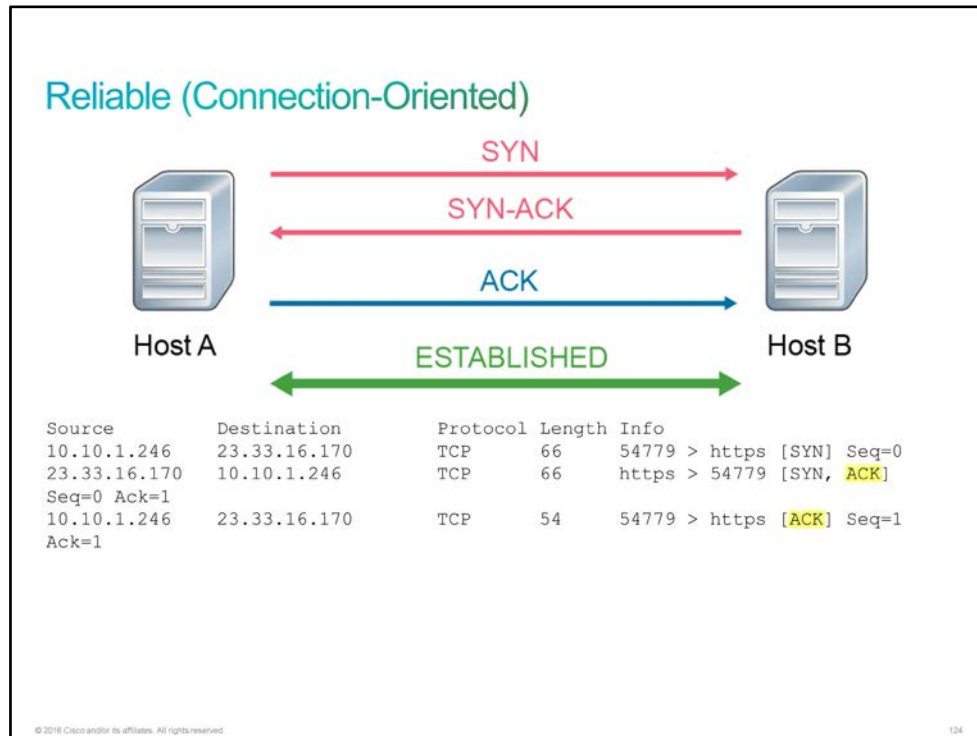 Reliable (Connection-Oriented)
SYN
SYN-ACK
ACK
Host A
Host B
ESTABLISHED
Source Destination Protocol Length Info
10.10.1.246 23.33.16.170 TCP 66 54779 > https [SYN] Seq=0
23.33.16.170 10.10.1.246 TCP 66 https > 54779 [SYN, ACK]
Seq=0 Ack=1
10.10.1.246 23.33.16.170 TCP 54 54779 > https [ACK] Seq=1
Ack=1
© 2016 Cisco and/or its affiliates. All rights reserved. 124